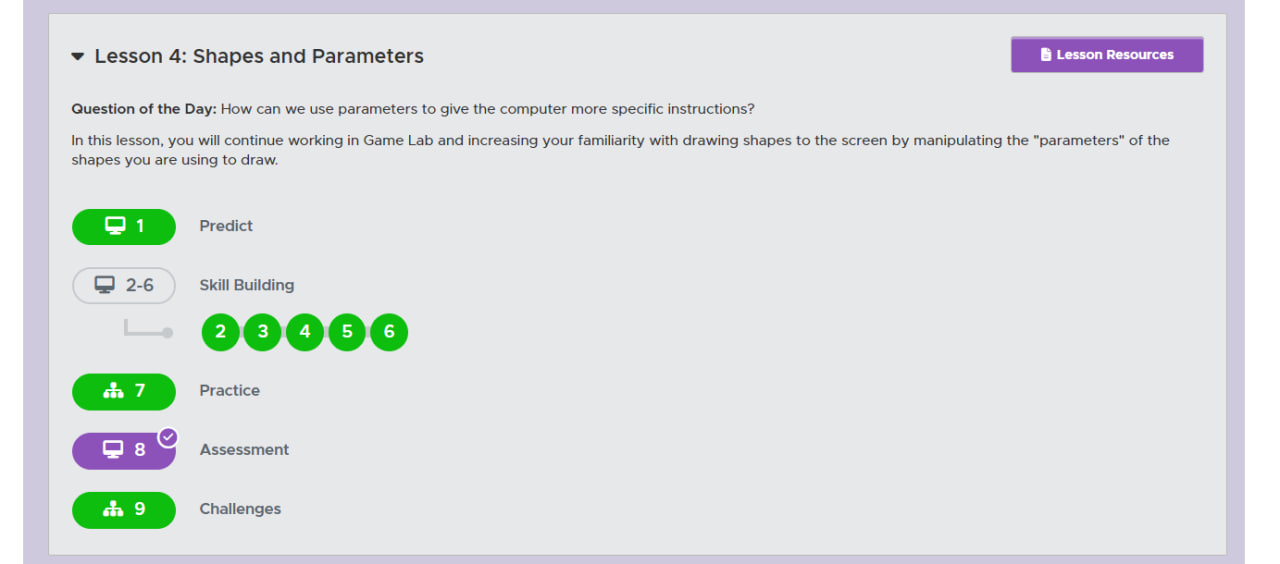 Lesson 4: Shapes and Parameters
Lesson Resources
Question of the Day: How can we use parameters to give the computer more specific instructions?
In this lesson, you will continue working in Game Lab and increasing your familiarity with drawing shapes to the screen by manipulating the "parameters" of the
shapes you are using to draw.
1 Predict
2-6 Skill Building
2 3 4 5 6
7 Practice
8 Assessment
9 Challenges